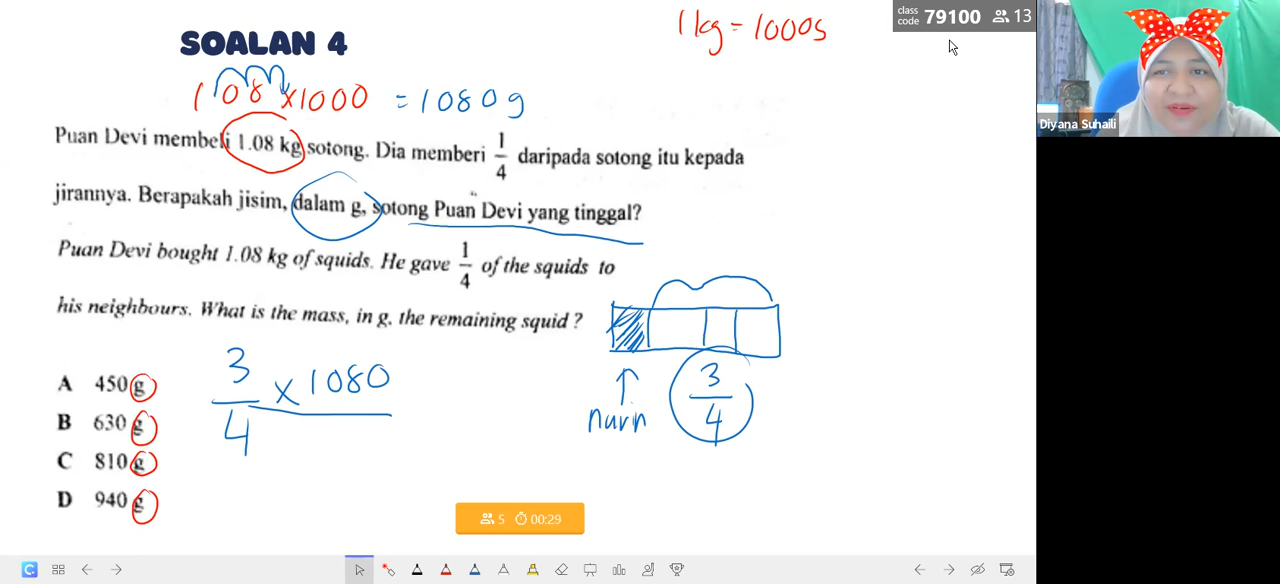 1 kg = 1000g
class code 79100 13
SOALAN 4
108 x 1000 = 1080 g
Diyana Suhaili
Puan Devi membeli 1.08 kg sotong. Dia memberi 1/4 daripada sotong itu kepada
jirannya. Berapakah jisim, dalam g, sotong Puan Devi yang tinggal?
Puan Devi bought 1.08 kg of squids. He gave 1/4 of the squids to
his neighbours. What is the mass, in g. the remaining squid ?
A 450 g
B 630 g
C 810 g
D 940 g
3/4 x 1080
3/4
5 00:29